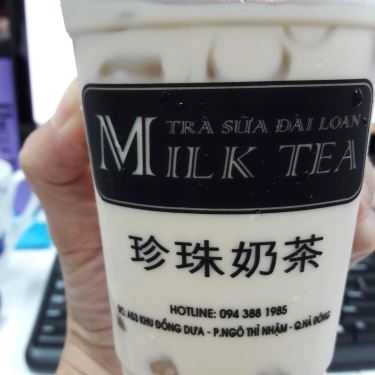 TRÀ SỮA ĐÀI LOAN
MILK TEA
珍珠奶茶
HOTLINE: 094 388 1985
KHU ĐỒNG DƯA - P.NGÔ THÌ NHẬM - Q.HÀ ĐÔNG